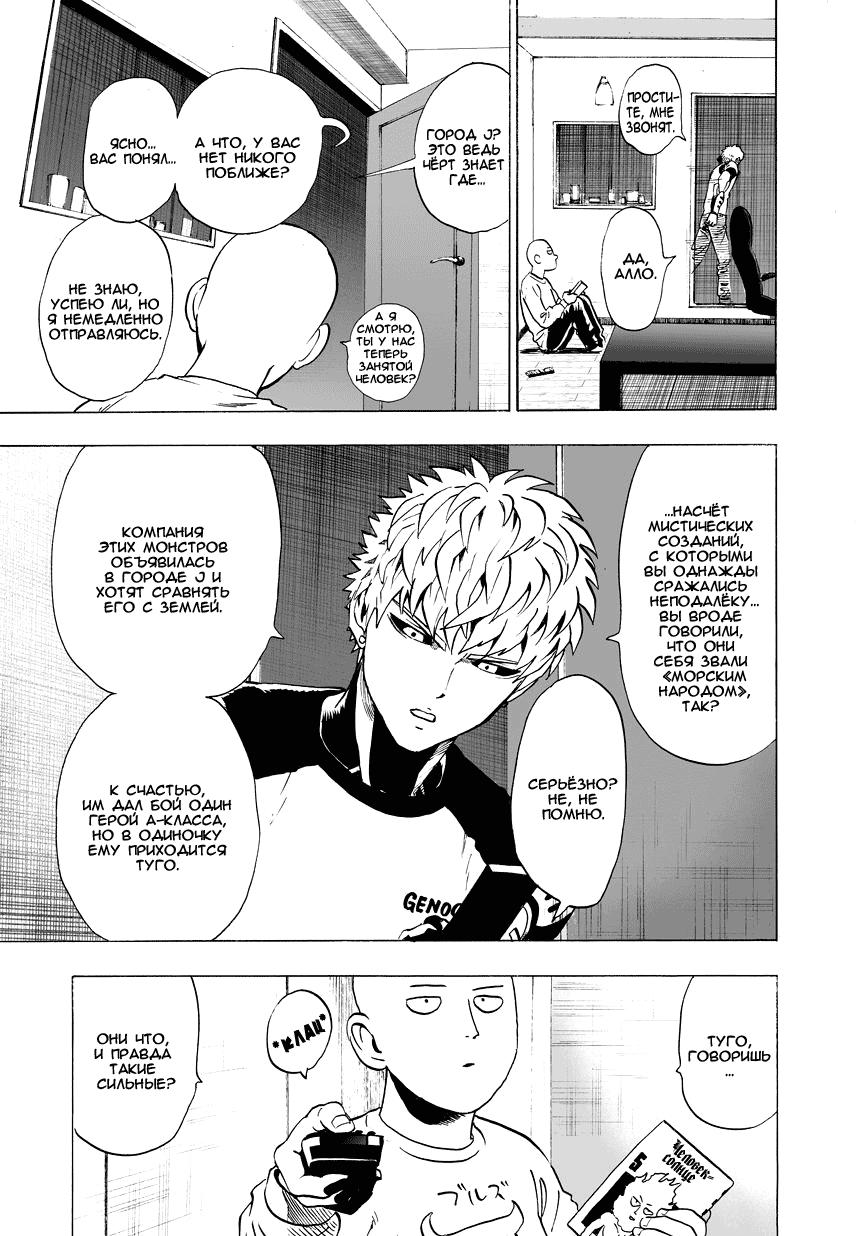 ПРОСТИ-
ТЕ, МНЕ
ЗВОНЯТ.
ДА,
АЛЛО.
ГОРОД J?
ЭТО ВЕДЬ
ЧЁРТ ЗНАЕТ
ГДЕ...
А ЧТО, У ВАС
НЕТ НИКОГО
ПОБЛИЖЕ?
ЯСНО...
ВАС ПОНЯЛ...
НЕ ЗНАЮ,
УСПЕЮ ЛИ, НО
Я НЕМЕДЛЕННО
ОТПРАВЛЯЮСЬ.
А Я
СМОТРЮ,
ТЫ У НАС
ТЕПЕРЬ
ЗАНЯТОЙ
ЧЕЛОВЕК?
...НАСЧЁТ
МИСТИЧЕСКИХ
СОЗДАНИЙ,
С КОТОРЫМИ
ВЫ ОДНАЖДЫ
СРАЖАЛИСЬ
НЕПОДАЛЁКУ...
ВЫ ВРОДЕ
ГОВОРИЛИ,
ЧТО ОНИ
СЕБЯ ЗВАЛИ
«МОРСКИМ
НАРОДОМ»,
ТАК?
СЕРЬЁЗНО?
НЕ, НЕ
ПОМНЮ.
КОМПАНИЯ
ЭТИХ МОНСТРОВ
ОБЪЯВИЛАСЬ
В ГОРОДЕ J И
ХОТЯТ СРАВНЯТЬ
ЕГО С ЗЕМЛЕЙ.
К СЧАСТЬЮ,
ИМ ДАЛ БОЙ ОДИН
ГЕРОЙ А-КЛАССА,
НО В ОДИНОЧКУ
ЕМУ ПРИХОДИТСЯ
ТУГО.
GENO
ТУГО,
ГОВОРИШЬ
...
*КЛАЦ*
ОНИ ЧТО,
И ПРАВДА
ТАКИЕ
СИЛЬНЫЕ?
ЧЕЛОВЕК-
СОЛНЦЕ
5
ブルズ